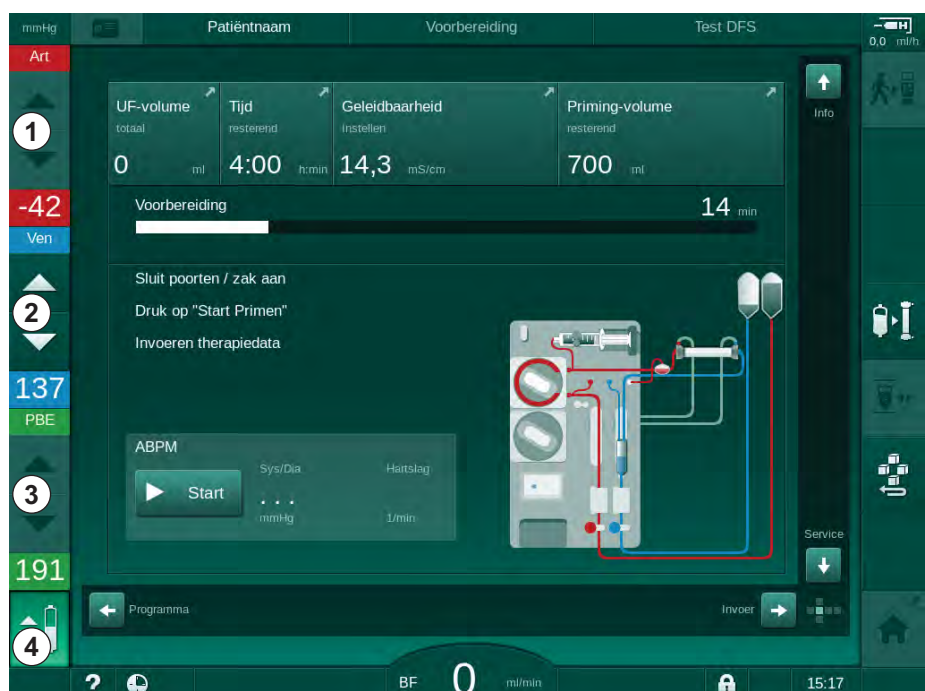 mmHg
Patiëntnaam
Voorbereiding
Test DFS
H
0,0 ml/h
Art
1
-42
Ven
2
137
PBE
3
191
4
UF-volume
totaal
0 ml
Tijd
resterend
4:00 h:min
Geleidbaarheid
instellen
14,3 mS/cm
Priming-volume
resterend
700 ml
Info
Voorbereiding
14 min
Sluit poorten / zak aan
Druk op "Start Primen"
Invoeren therapiedata
ABPM
Start
Sys/Dia
. . .
mmHg
Hartslag
1/min
Service
Programma
Invoer
?
BF 0 ml/min
15:17